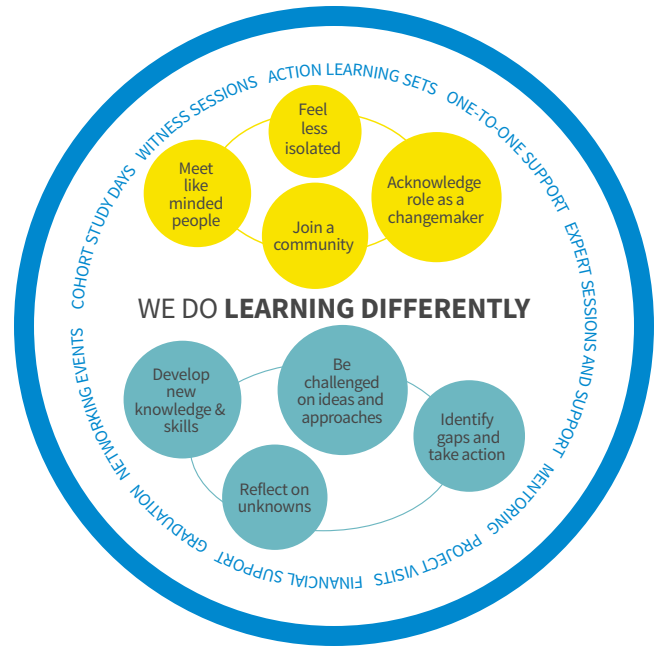 WITNESS SESSIONS
ACTION LEARNING SETS
ONE-TO-ONE SUPPORT
EXPERT SESSIONS AND SUPPORT
MENTORING
PROJECT VISITS
FINANCIAL SUPPORT
GRADUATION
NETWORKING EVENTS
COHORT STUDY DAYS
Feel
less
isolated
Meet
like
minded
people
Acknowledge
role as a
changemaker
Join a
community
WE DO LEARNING DIFFERENTLY
Develop
new
knowledge &
skills
Be
challenged
on ideas and
approaches
Identify
gaps and
take action
Reflect on
unknowns